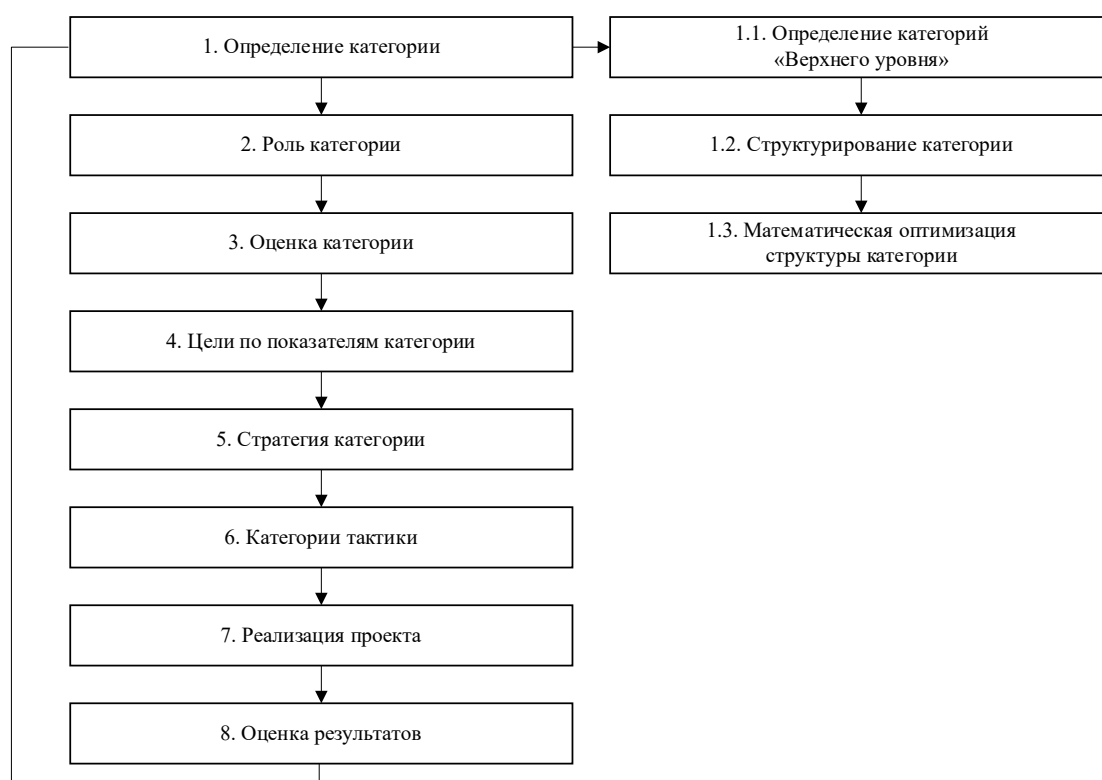 1. Определение категории
1.1. Определение категорий
«Верхнего уровня»
2. Роль категории
1.2. Структурирование категории
3. Оценка категории
1.3. Математическая оптимизация
структуры категории
4. Цели по показателям категории
5. Стратегия категории
6. Категории тактики
7. Реализация проекта
8. Оценка результатов